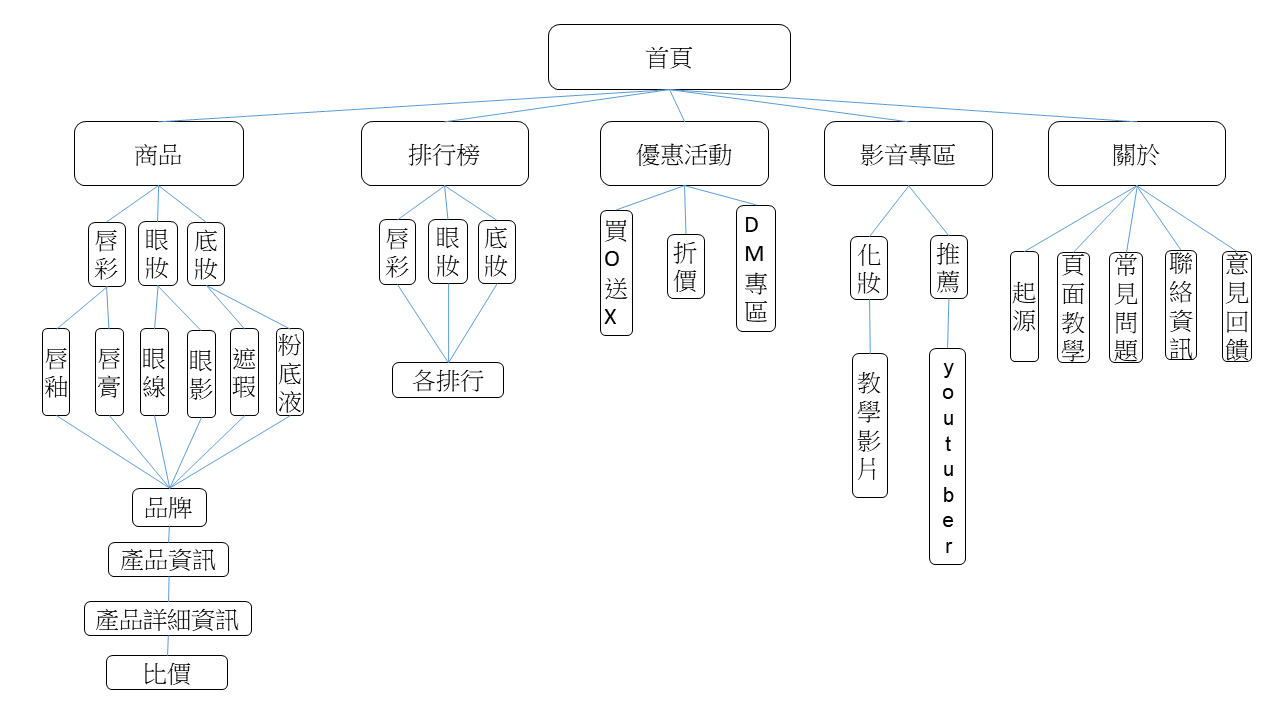 首頁
商品
排行榜
優惠活動
影音專區
關於
唇彩
眼妝
底妝
唇彩
眼妝
底妝
買O送X
折價
DM專區
化妝
推薦
起源
頁面教學
常見問題
聯絡資訊
意見回饋
唇釉
唇膏
眼線
眼影
遮瑕
粉底液
各排行
教學影片
youtuber
品牌
產品資訊
產品詳細資訊
比價